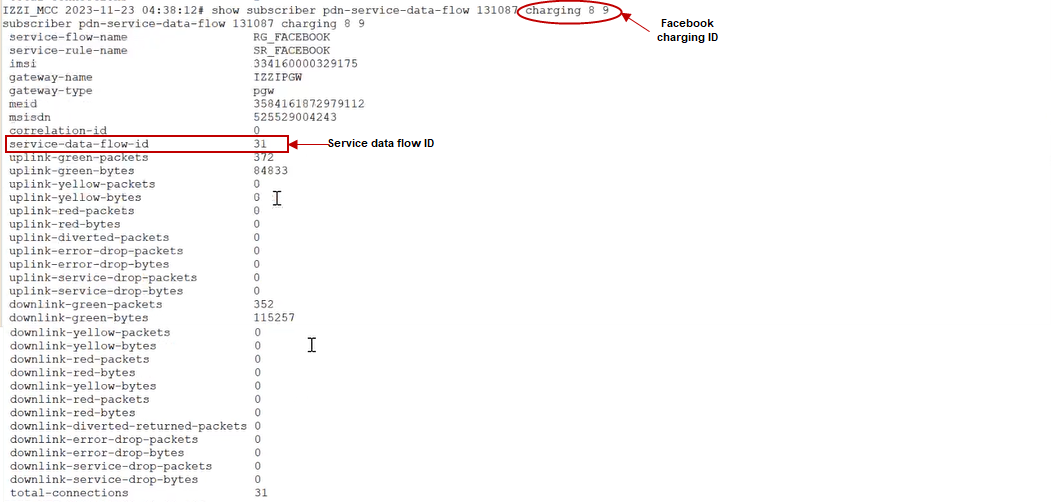 IZZI_MCC 2023-11-23 04:38:12# show subscriber pdn-service-data-flow 131087 charging 8 9
Facebook
charging ID
subscriber pdn-service-data-flow 131087 charging 8 9
service-flow-name RG_FACEBOOK
service-rule-name SR_FACEBOOK
imsi 334160000329175
gateway-name IZZIPGW
gateway-type pgw
meid 3584161872979112
msisdn 525529004243
correlation-id 0
service-data-flow-id 31
Service data flow ID
uplink-green-packets 372
uplink-green-bytes 84833
uplink-yellow-packets 0
uplink-yellow-bytes 0
uplink-red-packets 0
uplink-red-bytes 0
uplink-diverted-packets 0
uplink-error-drop-packets 0
uplink-error-drop-bytes 0
uplink-service-drop-packets 0
uplink-service-drop-bytes 0
downlink-green-packets 352
downlink-green-bytes 115257
downlink-yellow-packets 0
downlink-yellow-bytes 0
downlink-red-packets 0
downlink-red-bytes 0
downlink-yellow-bytes 0
downlink-red-packets 0
downlink-red-bytes 0
downlink-diverted-returned-packets 0
downlink-error-drop-packets 0
downlink-error-drop-bytes 0
downlink-service-drop-packets 0
downlink-service-drop-bytes 0
total-connections 31